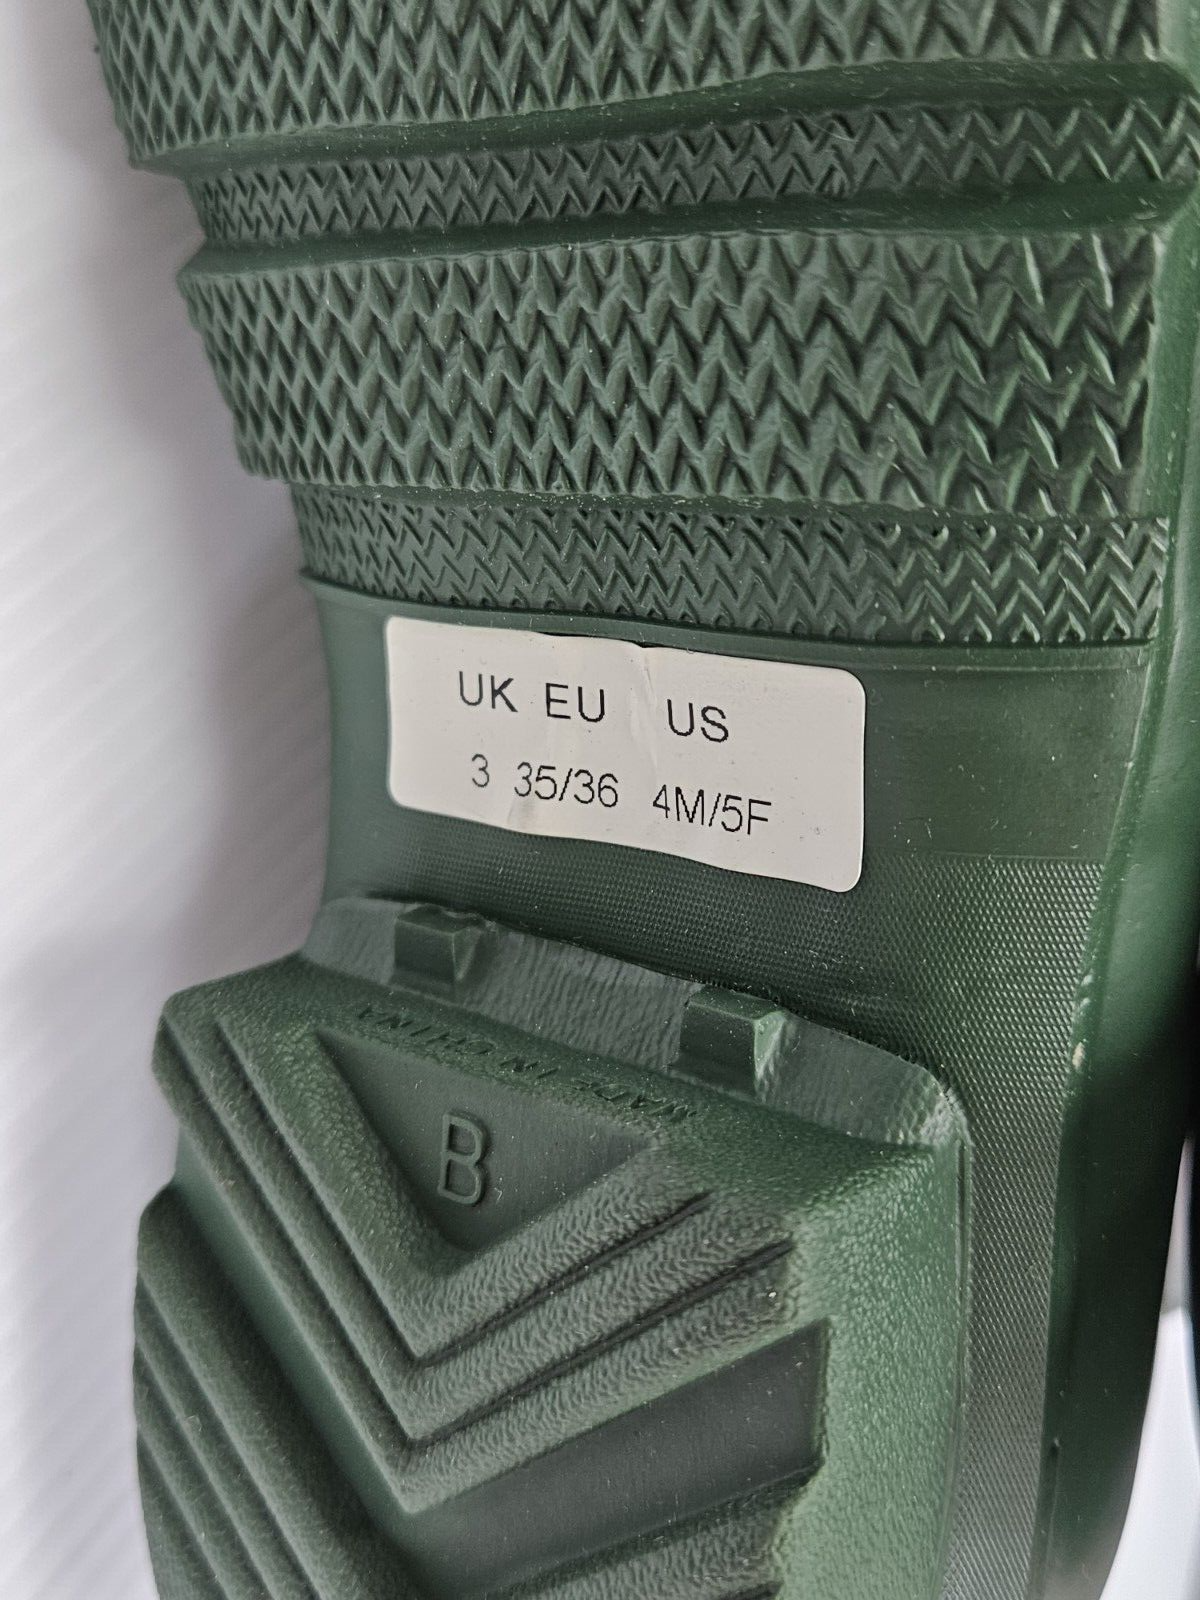 UK EU US
3 35/36 4M/5F
MADE IN CHINA
B